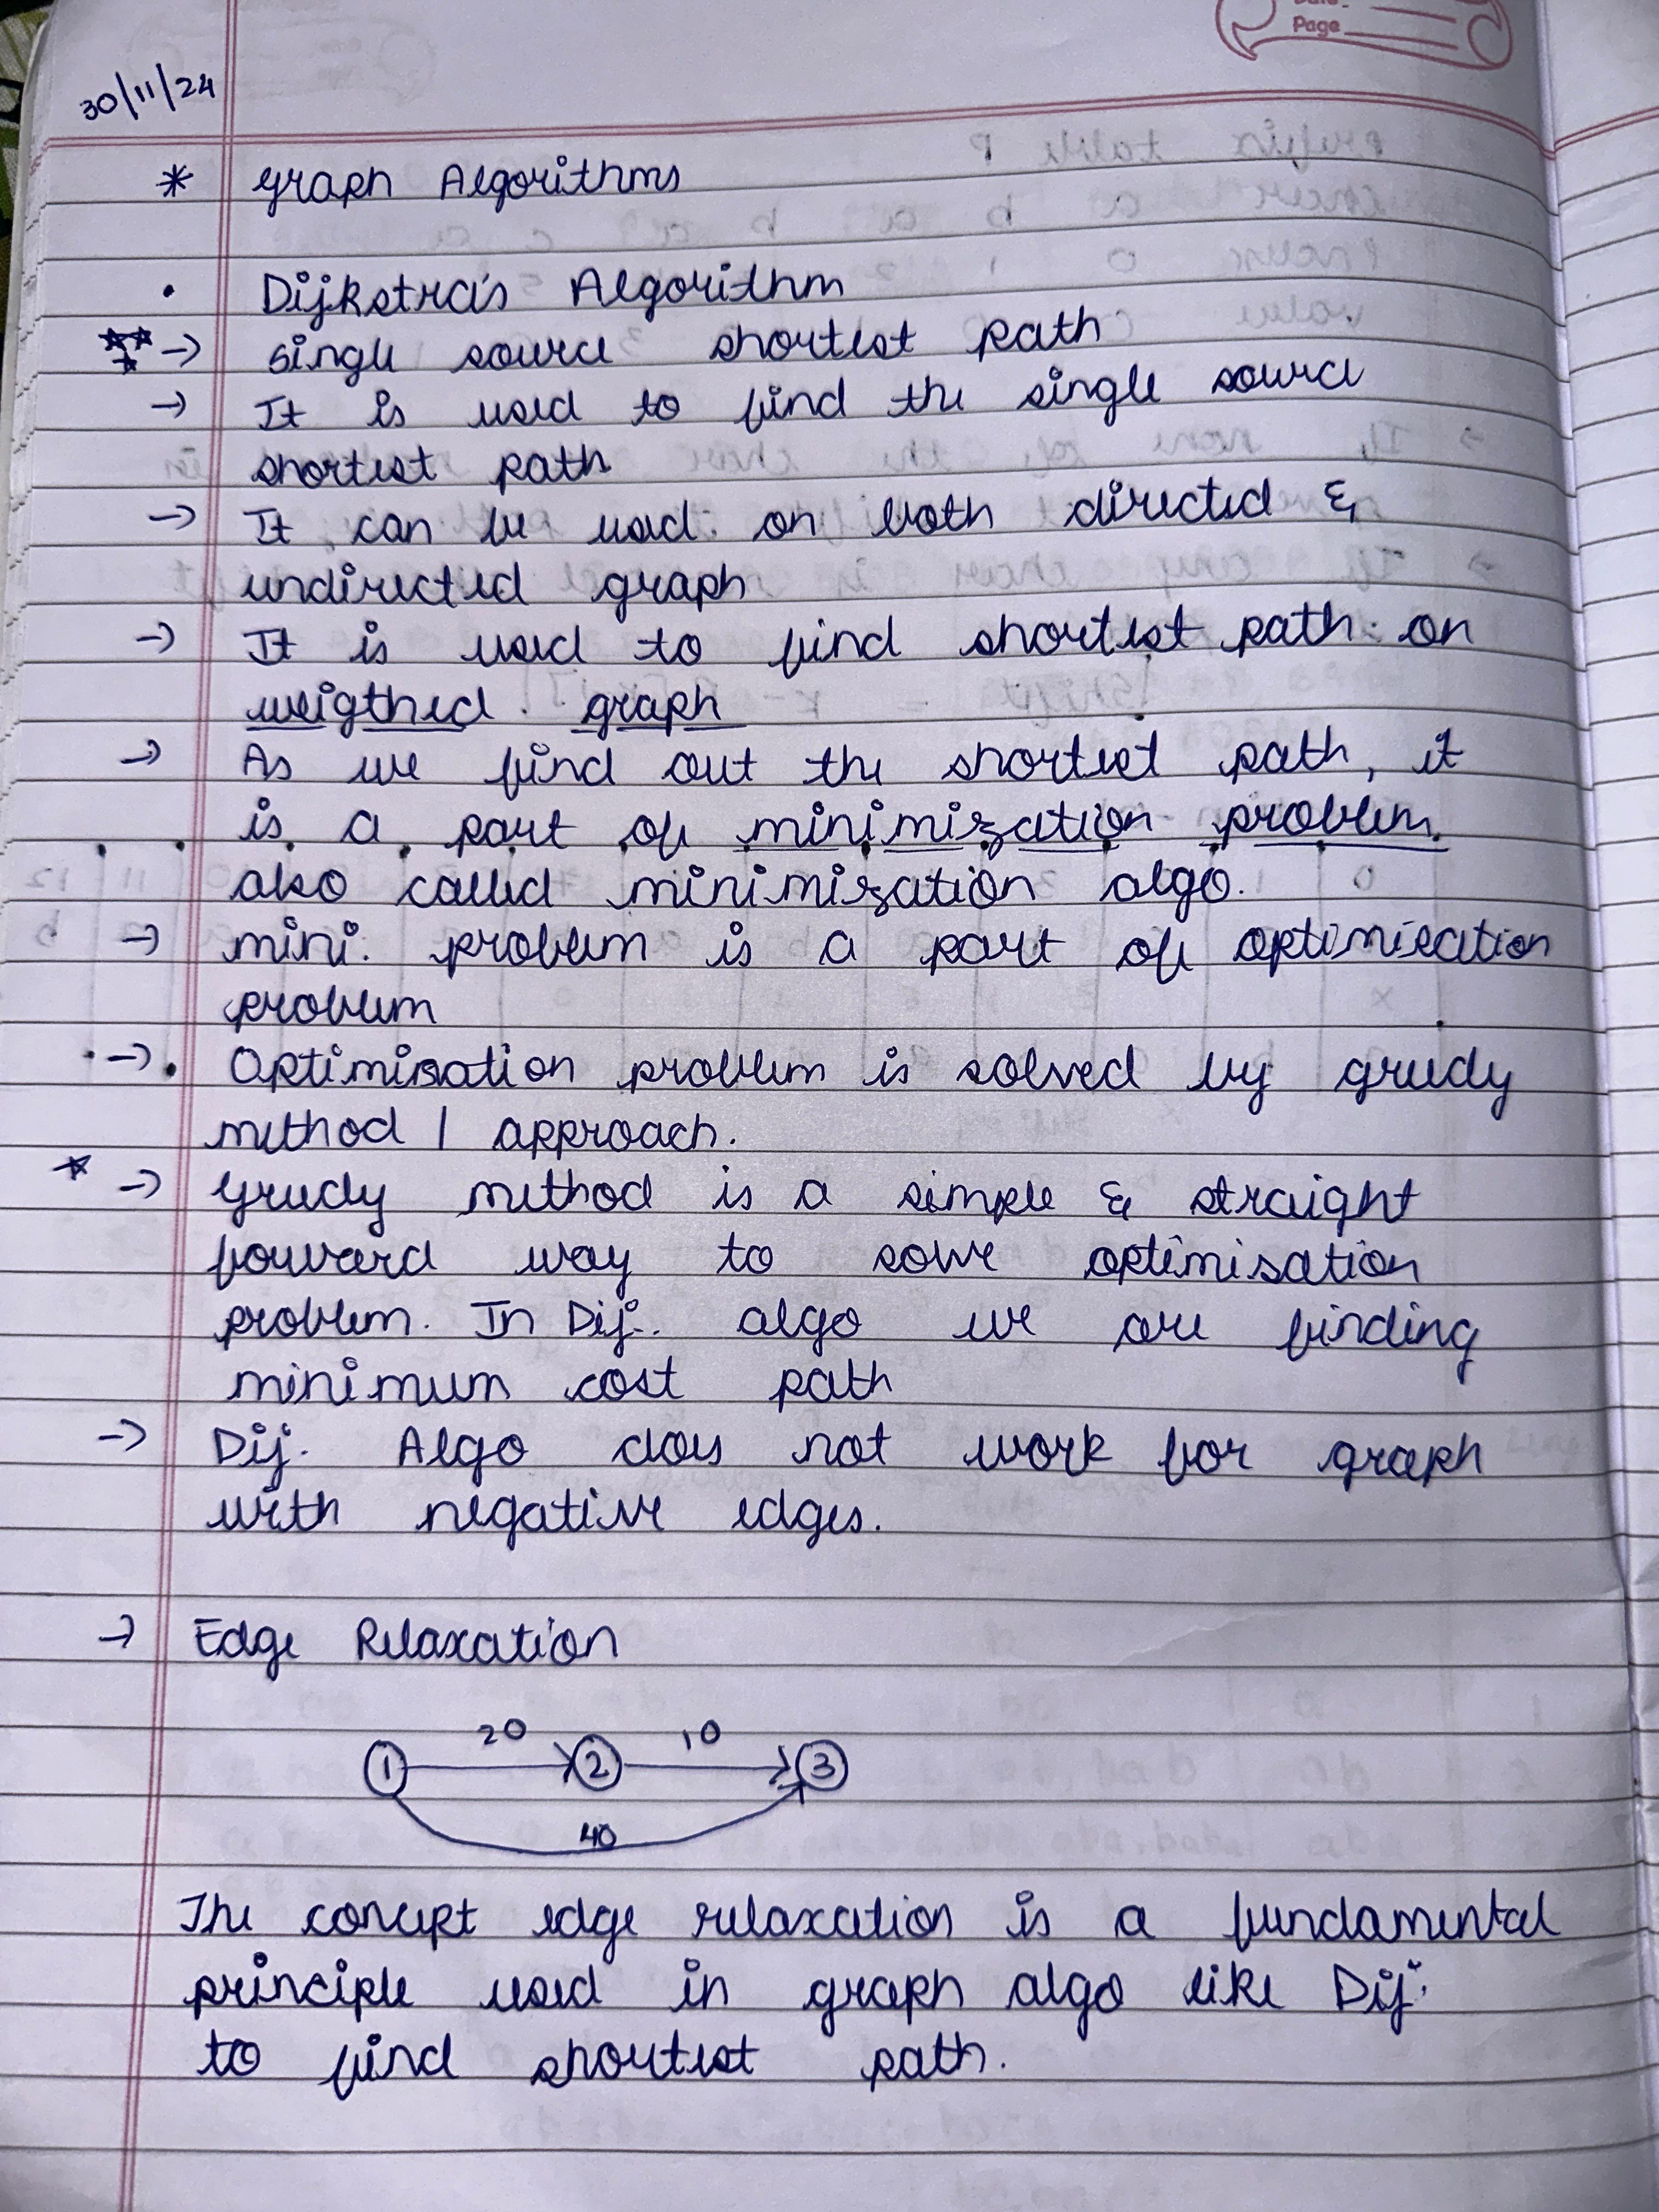 Date
Page
30/11/24
* Graph Algorithms
• Dijkstra's Algorithm
→ single source shortest path
→ It is used to find the single source
shortest path
→ It can be used on both directed &
undirected graph
→ It is used to find shortest path on
weigthed graph
→ As we find out the shortest path, it
is a part of minimization problem.
also called minimization algo.
→ mini. problem is a part of optimisation
problem
→ Optimisation problem is solved by greedy
method / approach.
* → Greedy method is a simple & straight
forward way to solve optimisation
problem. In Dij. algo we are finding
minimum cost path
→ Dij. Algo does not work for graph
with negative edges.
→ Edge Relaxation
20 10
1 2 3
40
The concept edge relaxation is a fundamental
principle used in graph algo like Dij.
to find shortest path.